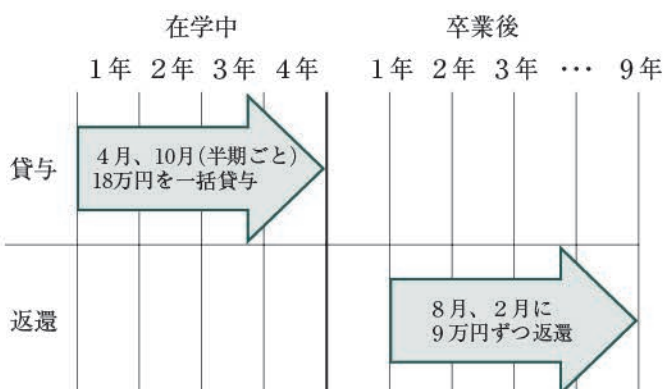 在学中 卒業後
1年 2年 3年 4年 1年 2年 3年 … 9年
貸与
4月、10月(半期ごと)
18万円を一括貸与
返還
8月、2月に
9万円ずつ返還